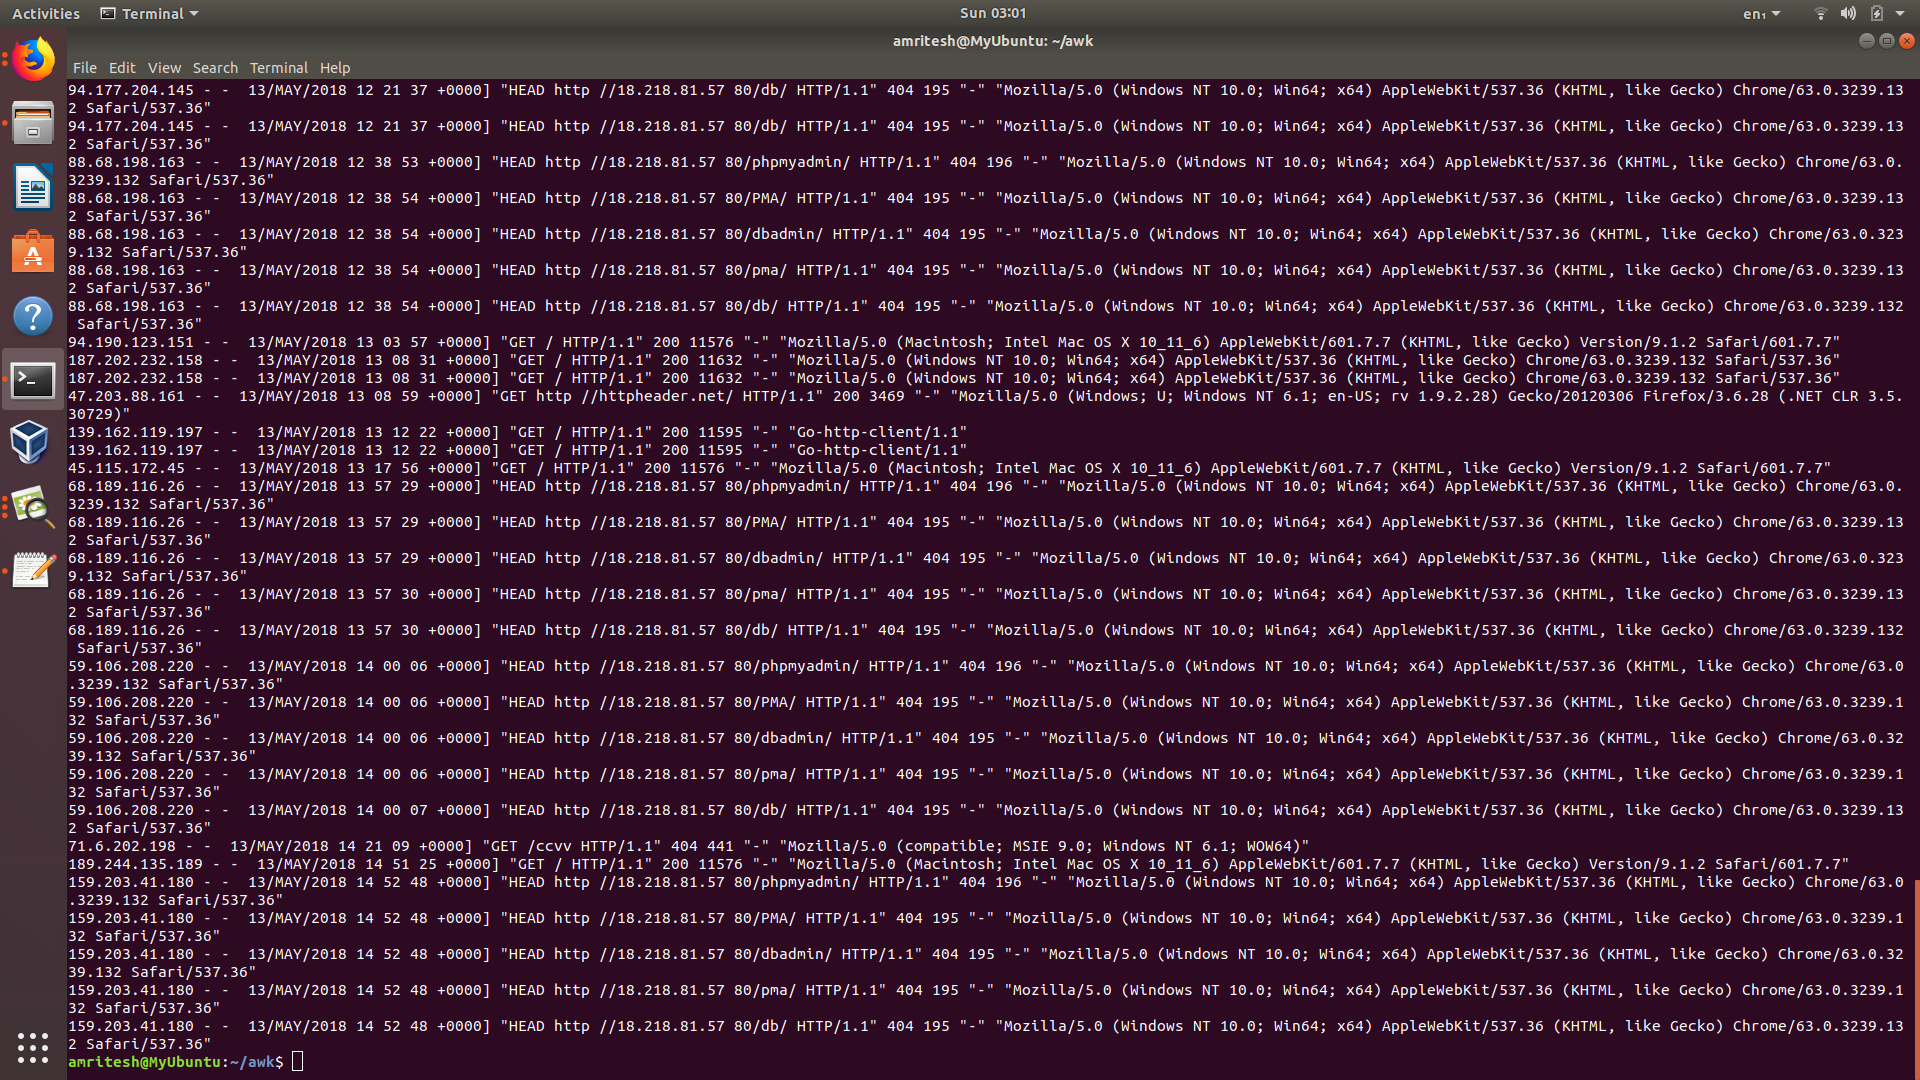 Activities Terminal Sun 03:01 en₁
amritesh@MyUbuntu: ~/awk
File Edit View Search Terminal Help
94.177.204.145 - -  13/MAY/2018 12 21 37 +0000] "HEAD http //18.218.81.57 80/db/ HTTP/1.1" 404 195 "-" "Mozilla/5.0 (Windows NT 10.0; Win64; x64) AppleWebKit/537.36 (KHTML, like Gecko) Chrome/63.0.3239.13
2 Safari/537.36"
94.177.204.145 - -  13/MAY/2018 12 21 37 +0000] "HEAD http //18.218.81.57 80/db/ HTTP/1.1" 404 195 "-" "Mozilla/5.0 (Windows NT 10.0; Win64; x64) AppleWebKit/537.36 (KHTML, like Gecko) Chrome/63.0.3239.13
2 Safari/537.36"
88.68.198.163 - -  13/MAY/2018 12 38 53 +0000] "HEAD http //18.218.81.57 80/phpmyadmin/ HTTP/1.1" 404 196 "-" "Mozilla/5.0 (Windows NT 10.0; Win64; x64) AppleWebKit/537.36 (KHTML, like Gecko) Chrome/63.0.
3239.132 Safari/537.36"
88.68.198.163 - -  13/MAY/2018 12 38 54 +0000] "HEAD http //18.218.81.57 80/PMA/ HTTP/1.1" 404 195 "-" "Mozilla/5.0 (Windows NT 10.0; Win64; x64) AppleWebKit/537.36 (KHTML, like Gecko) Chrome/63.0.3239.13
2 Safari/537.36"
88.68.198.163 - -  13/MAY/2018 12 38 54 +0000] "HEAD http //18.218.81.57 80/dbadmin/ HTTP/1.1" 404 195 "-" "Mozilla/5.0 (Windows NT 10.0; Win64; x64) AppleWebKit/537.36 (KHTML, like Gecko) Chrome/63.0.323
9.132 Safari/537.36"
88.68.198.163 - -  13/MAY/2018 12 38 54 +0000] "HEAD http //18.218.81.57 80/pma/ HTTP/1.1" 404 195 "-" "Mozilla/5.0 (Windows NT 10.0; Win64; x64) AppleWebKit/537.36 (KHTML, like Gecko) Chrome/63.0.3239.13
2 Safari/537.36"
88.68.198.163 - -  13/MAY/2018 12 38 54 +0000] "HEAD http //18.218.81.57 80/db/ HTTP/1.1" 404 195 "-" "Mozilla/5.0 (Windows NT 10.0; Win64; x64) AppleWebKit/537.36 (KHTML, like Gecko) Chrome/63.0.3239.132
 Safari/537.36"
94.190.123.151 - -  13/MAY/2018 13 03 57 +0000] "GET / HTTP/1.1" 200 11576 "-" "Mozilla/5.0 (Macintosh; Intel Mac OS X 10_11_6) AppleWebKit/601.7.7 (KHTML, like Gecko) Version/9.1.2 Safari/601.7.7"
187.202.232.158 - -  13/MAY/2018 13 08 31 +0000] "GET / HTTP/1.1" 200 11632 "-" "Mozilla/5.0 (Windows NT 10.0; Win64; x64) AppleWebKit/537.36 (KHTML, like Gecko) Chrome/63.0.3239.132 Safari/537.36"
187.202.232.158 - -  13/MAY/2018 13 08 31 +0000] "GET / HTTP/1.1" 200 11632 "-" "Mozilla/5.0 (Windows NT 10.0; Win64; x64) AppleWebKit/537.36 (KHTML, like Gecko) Chrome/63.0.3239.132 Safari/537.36"
47.203.88.161 - -  13/MAY/2018 13 08 59 +0000] "GET http //httpheader.net/ HTTP/1.1" 200 3469 "-" "Mozilla/5.0 (Windows; U; Windows NT 6.1; en-US; rv 1.9.2.28) Gecko/20120306 Firefox/3.6.28 (.NET CLR 3.5.
30729)"
139.162.119.197 - -  13/MAY/2018 13 12 22 +0000] "GET / HTTP/1.1" 200 11595 "-" "Go-http-client/1.1"
139.162.119.197 - -  13/MAY/2018 13 12 22 +0000] "GET / HTTP/1.1" 200 11595 "-" "Go-http-client/1.1"
45.115.172.45 - -  13/MAY/2018 13 17 56 +0000] "GET / HTTP/1.1" 200 11576 "-" "Mozilla/5.0 (Macintosh; Intel Mac OS X 10_11_6) AppleWebKit/601.7.7 (KHTML, like Gecko) Version/9.1.2 Safari/601.7.7"
68.189.116.26 - -  13/MAY/2018 13 57 29 +0000] "HEAD http //18.218.81.57 80/phpmyadmin/ HTTP/1.1" 404 196 "-" "Mozilla/5.0 (Windows NT 10.0; Win64; x64) AppleWebKit/537.36 (KHTML, like Gecko) Chrome/63.0.
3239.132 Safari/537.36"
68.189.116.26 - -  13/MAY/2018 13 57 29 +0000] "HEAD http //18.218.81.57 80/PMA/ HTTP/1.1" 404 195 "-" "Mozilla/5.0 (Windows NT 10.0; Win64; x64) AppleWebKit/537.36 (KHTML, like Gecko) Chrome/63.0.3239.13
2 Safari/537.36"
68.189.116.26 - -  13/MAY/2018 13 57 29 +0000] "HEAD http //18.218.81.57 80/dbadmin/ HTTP/1.1" 404 195 "-" "Mozilla/5.0 (Windows NT 10.0; Win64; x64) AppleWebKit/537.36 (KHTML, like Gecko) Chrome/63.0.323
9.132 Safari/537.36"
68.189.116.26 - -  13/MAY/2018 13 57 30 +0000] "HEAD http //18.218.81.57 80/pma/ HTTP/1.1" 404 195 "-" "Mozilla/5.0 (Windows NT 10.0; Win64; x64) AppleWebKit/537.36 (KHTML, like Gecko) Chrome/63.0.3239.13
2 Safari/537.36"
68.189.116.26 - -  13/MAY/2018 13 57 30 +0000] "HEAD http //18.218.81.57 80/db/ HTTP/1.1" 404 195 "-" "Mozilla/5.0 (Windows NT 10.0; Win64; x64) AppleWebKit/537.36 (KHTML, like Gecko) Chrome/63.0.3239.132
 Safari/537.36"
59.106.208.220 - -  13/MAY/2018 14 00 06 +0000] "HEAD http //18.218.81.57 80/phpmyadmin/ HTTP/1.1" 404 196 "-" "Mozilla/5.0 (Windows NT 10.0; Win64; x64) AppleWebKit/537.36 (KHTML, like Gecko) Chrome/63.0
.3239.132 Safari/537.36"
59.106.208.220 - -  13/MAY/2018 14 00 06 +0000] "HEAD http //18.218.81.57 80/PMA/ HTTP/1.1" 404 195 "-" "Mozilla/5.0 (Windows NT 10.0; Win64; x64) AppleWebKit/537.36 (KHTML, like Gecko) Chrome/63.0.3239.1
32 Safari/537.36"
59.106.208.220 - -  13/MAY/2018 14 00 06 +0000] "HEAD http //18.218.81.57 80/dbadmin/ HTTP/1.1" 404 195 "-" "Mozilla/5.0 (Windows NT 10.0; Win64; x64) AppleWebKit/537.36 (KHTML, like Gecko) Chrome/63.0.32
39.132 Safari/537.36"
59.106.208.220 - -  13/MAY/2018 14 00 06 +0000] "HEAD http //18.218.81.57 80/pma/ HTTP/1.1" 404 195 "-" "Mozilla/5.0 (Windows NT 10.0; Win64; x64) AppleWebKit/537.36 (KHTML, like Gecko) Chrome/63.0.3239.1
32 Safari/537.36"
59.106.208.220 - -  13/MAY/2018 14 00 07 +0000] "HEAD http //18.218.81.57 80/db/ HTTP/1.1" 404 195 "-" "Mozilla/5.0 (Windows NT 10.0; Win64; x64) AppleWebKit/537.36 (KHTML, like Gecko) Chrome/63.0.3239.13
2 Safari/537.36"
71.6.202.198 - -  13/MAY/2018 14 21 09 +0000] "GET /ccvv HTTP/1.1" 404 441 "-" "Mozilla/5.0 (compatible; MSIE 9.0; Windows NT 6.1; WOW64)"
189.244.135.189 - -  13/MAY/2018 14 51 25 +0000] "GET / HTTP/1.1" 200 11576 "-" "Mozilla/5.0 (Macintosh; Intel Mac OS X 10_11_6) AppleWebKit/601.7.7 (KHTML, like Gecko) Version/9.1.2 Safari/601.7.7"
159.203.41.180 - -  13/MAY/2018 14 52 48 +0000] "HEAD http //18.218.81.57 80/phpmyadmin/ HTTP/1.1" 404 196 "-" "Mozilla/5.0 (Windows NT 10.0; Win64; x64) AppleWebKit/537.36 (KHTML, like Gecko) Chrome/63.0
.3239.132 Safari/537.36"
159.203.41.180 - -  13/MAY/2018 14 52 48 +0000] "HEAD http //18.218.81.57 80/PMA/ HTTP/1.1" 404 195 "-" "Mozilla/5.0 (Windows NT 10.0; Win64; x64) AppleWebKit/537.36 (KHTML, like Gecko) Chrome/63.0.3239.1
32 Safari/537.36"
159.203.41.180 - -  13/MAY/2018 14 52 48 +0000] "HEAD http //18.218.81.57 80/dbadmin/ HTTP/1.1" 404 195 "-" "Mozilla/5.0 (Windows NT 10.0; Win64; x64) AppleWebKit/537.36 (KHTML, like Gecko) Chrome/63.0.32
39.132 Safari/537.36"
159.203.41.180 - -  13/MAY/2018 14 52 48 +0000] "HEAD http //18.218.81.57 80/pma/ HTTP/1.1" 404 195 "-" "Mozilla/5.0 (Windows NT 10.0; Win64; x64) AppleWebKit/537.36 (KHTML, like Gecko) Chrome/63.0.3239.1
32 Safari/537.36"
159.203.41.180 - -  13/MAY/2018 14 52 48 +0000] "HEAD http //18.218.81.57 80/db/ HTTP/1.1" 404 195 "-" "Mozilla/5.0 (Windows NT 10.0; Win64; x64) AppleWebKit/537.36 (KHTML, like Gecko) Chrome/63.0.3239.13
2 Safari/537.36"
amritesh@MyUbuntu:~/awk$